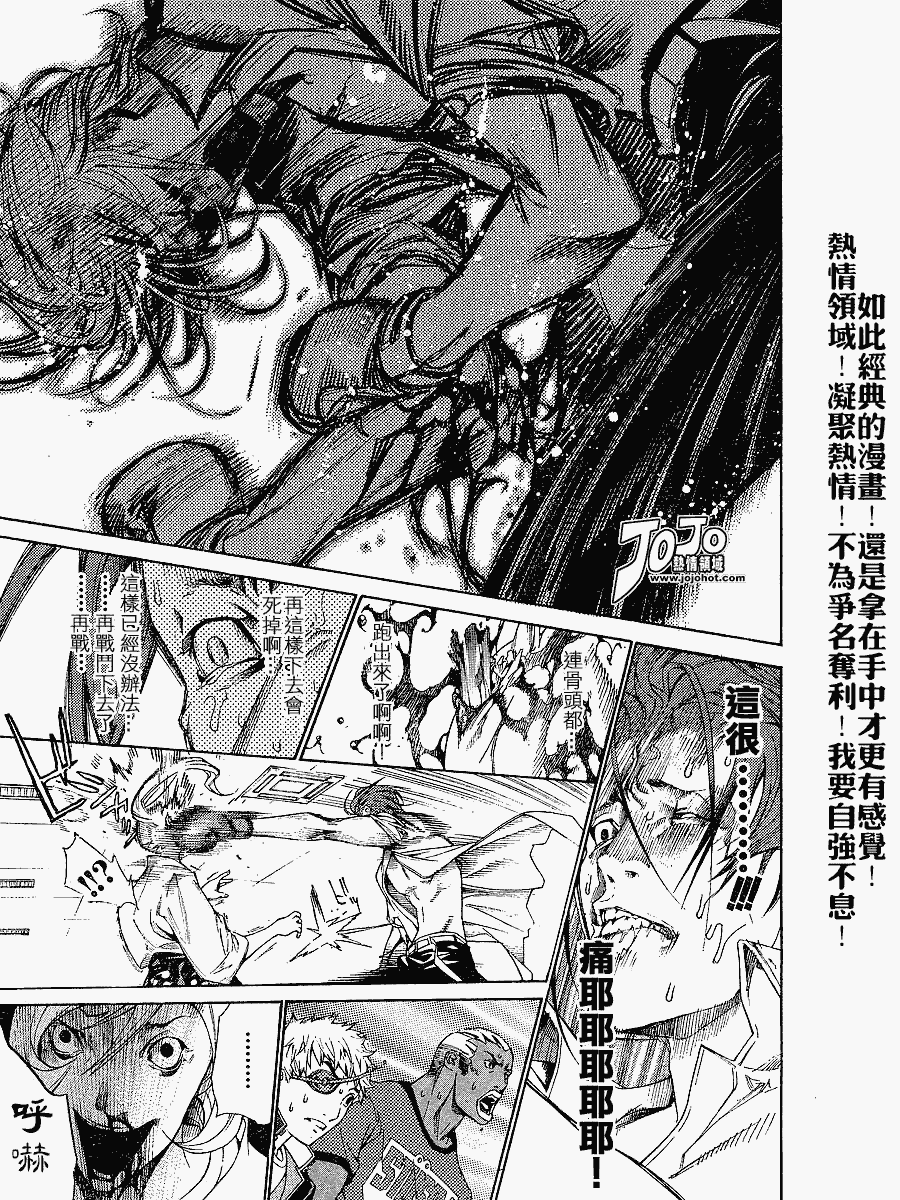 如此經典的漫畫！還是拿在手中才更有感覺！
熱情領域！凝聚熱情！不為爭名奪利！我要自強不息！
JOJO
熱情領域
www.jojohot.com
這很………!!!
痛耶耶耶耶耶！
連骨頭都…
跑出來了啊啊！
再這樣下去會
死掉啊…
這樣已經沒辦法…
……再戰鬥下去了
再戰……
!!?
………
呼
嚇